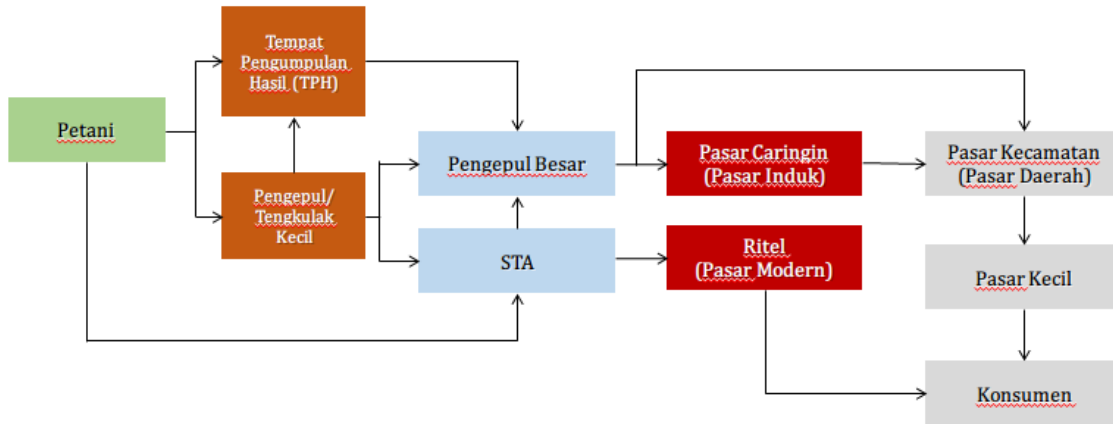 Tempat
Pengumpulan
Hasil (TPH)
Petani
Pengepul/
Tengkulak
Kecil
Pengepul Besar
STA
Pasar Caringin
(Pasar Induk)
Ritel
(Pasar Modern)
Pasar Kecamatan
(Pasar Daerah)
Pasar Kecil
Konsumen